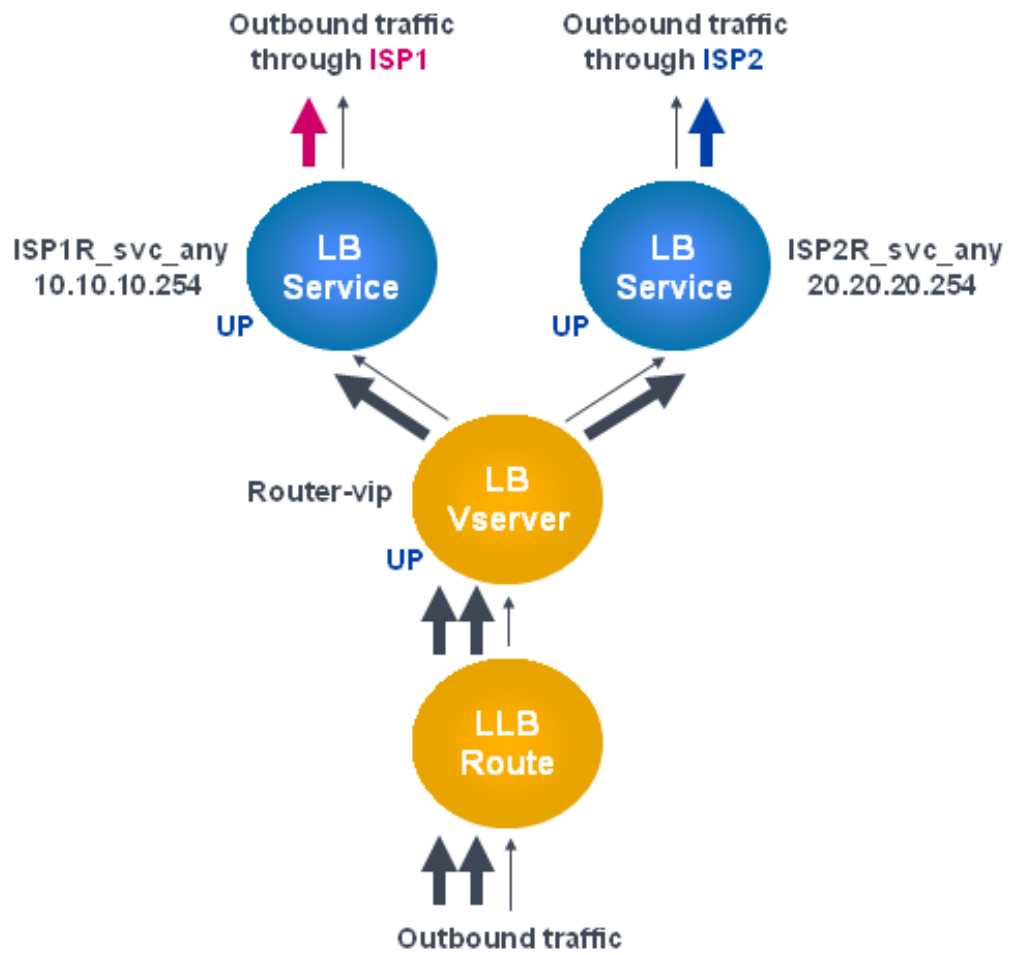 Outbound traffic
through ISP1
Outbound traffic
through ISP2
LB
Service
LB
Service
ISP1R_svc_any
10.10.10.254
ISP2R_svc_any
20.20.20.254
UP
UP
LB
Vserver
Router-vip
UP
LLB
Route
Outbound traffic